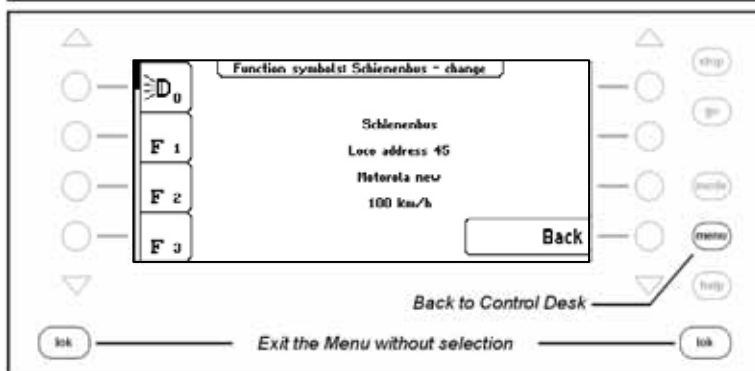 Function symbols: Schienenbus - change
D 0
F 1
F 2
F 3
Schienenbus
Loco address 45
Motorola new
100 km/h
Back
stop
go
mode
menu
help
Back to Control Desk
lok
Exit the Menu without selection
lok